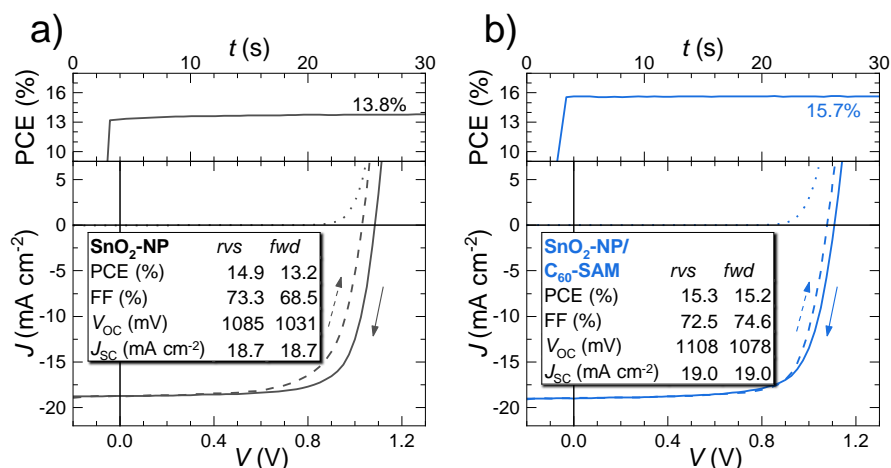 a)
t (s)
0 10 20 30
PCE (%)
16
13
10
13.8%
J (mA cm-2)
5
0
-5
-10
-15
-20
SnO2-NP rvs fwd
PCE (%) 14.9 13.2
FF (%) 73.3 68.5
VOC (mV) 1085 1031
JSC (mA cm-2) 18.7 18.7
0.0 0.4 0.8 1.2
V (V)
b)
t (s)
0 10 20 30
PCE (%)
16
13
10
15.7%
J (mA cm-2)
5
0
-5
-10
-15
-20
SnO2-NP/
C60-SAM rvs fwd
PCE (%) 15.3 15.2
FF (%) 72.5 74.6
VOC (mV) 1108 1078
JSC (mA cm-2) 19.0 19.0
0.0 0.4 0.8 1.2
V (V)